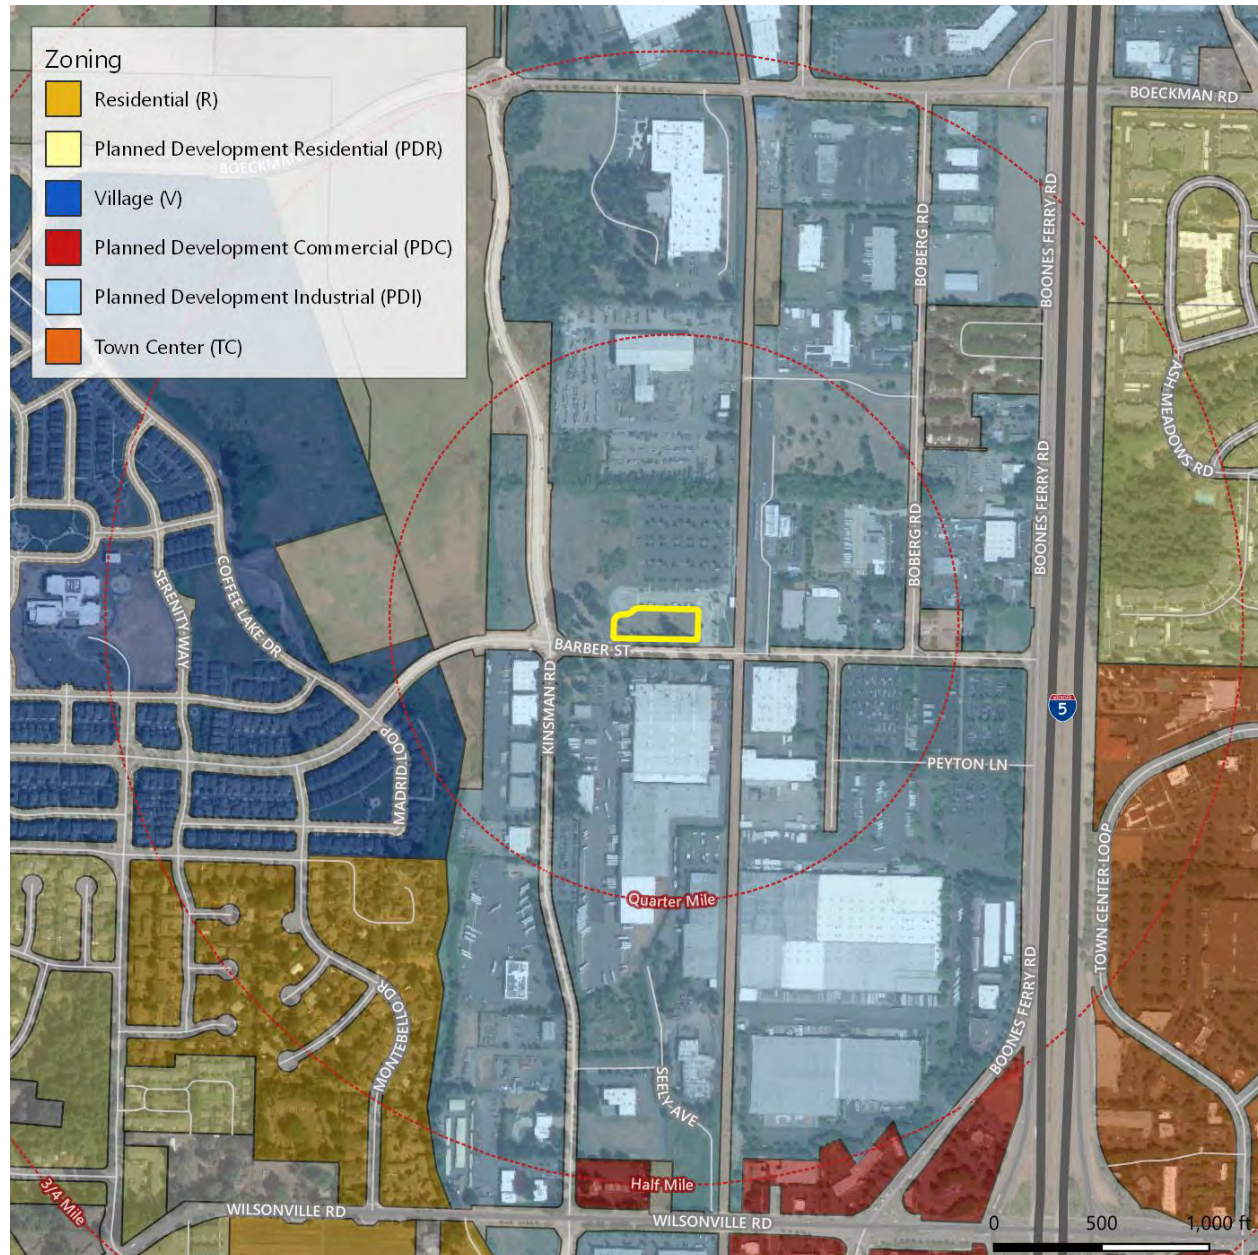 Zoning
Residential (R)
Planned Development Residential (PDR)
Village (V)
Planned Development Commercial (PDC)
Planned Development Industrial (PDI)
Town Center (TC)
BOECKMAN RD
BOECKMAN
BOBERG RD
BOONES FERRY RD
ASH MEADOWS RD
BOONES FERRY RD
BOBERG RD
COFFEE LAKE DR
SERENITY WAY
BARBER ST
KINSMAN RD
MADRID LOOP
INTERSTATE
5
PEYTON LN
TOWN CENTER LOOP
Quarter Mile
BOONES FERRY RD
MONTEBELLO DR
SEELY AVE
Half Mile
3/4 Mile
WILSONVILLE RD
WILSONVILLE RD
0 500 1,000 ft